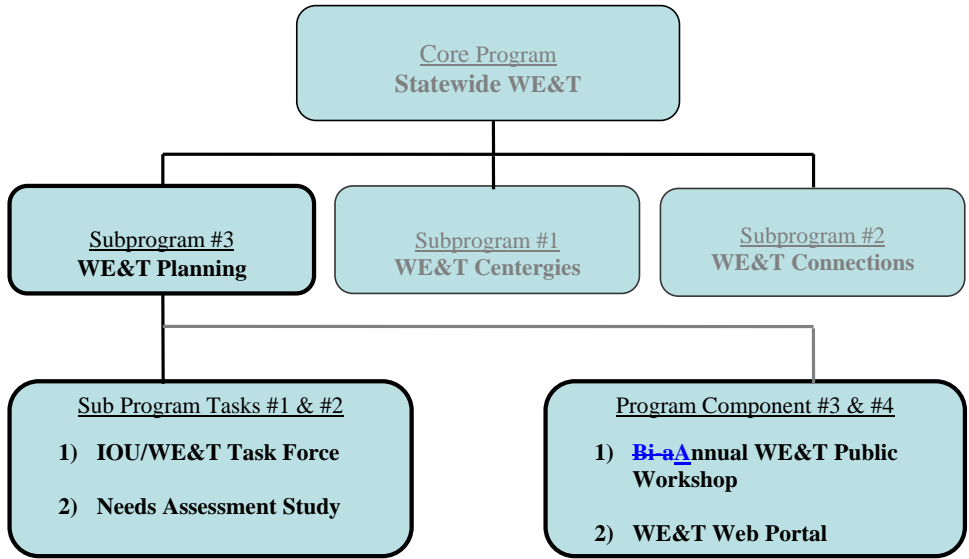 Core Program
Statewide WE&T
Subprogram #3
WE&T Planning
Subprogram #1
WE&T Centergies
Subprogram #2
WE&T Connections
Sub Program Tasks #1 & #2
1) IOU/WE&T Task Force
2) Needs Assessment Study
Program Component #3 & #4
1) Bi-aAnnual WE&T Public
Workshop
2) WE&T Web Portal